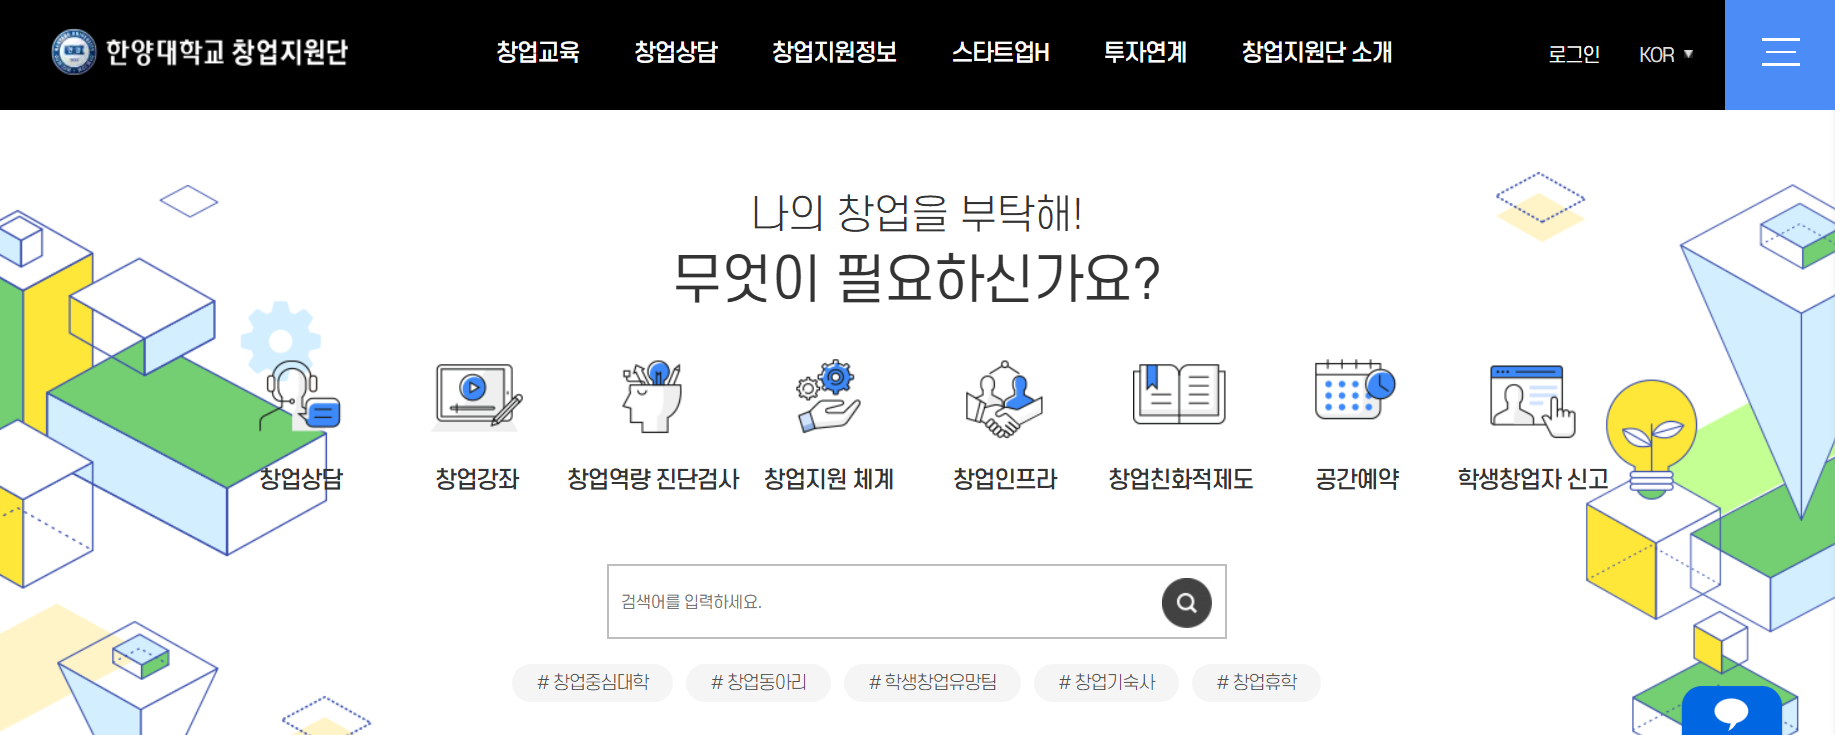 한양대학교 창업지원단
창업교육 창업상담 창업지원정보 스타트업H 투자연계 창업지원단 소개
로그인 KOR ▼
나의 창업을 부탁해!
무엇이 필요하신가요?
창업상담 창업강좌 창업역량 진단검사 창업지원 체계 창업인프라 창업친화적제도 공간예약 학생창업자 신고
검색어를 입력하세요.
# 창업중심대학 # 창업동아리 # 학생창업유망팀 # 창업기숙사 # 창업휴학